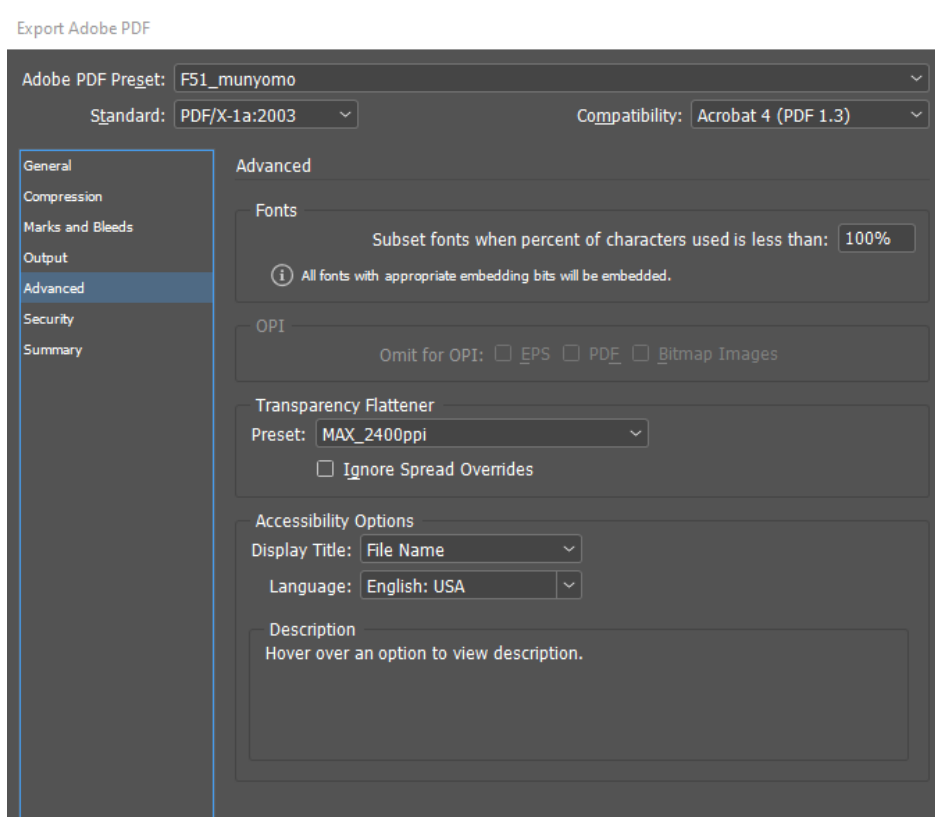 Export Adobe PDF
Adobe PDF Preset: F51_munyomo
Standard: PDF/X-1a:2003 Compatibility: Acrobat 4 (PDF 1.3)
General
Compression
Marks and Bleeds
Output
Advanced
Security
Summary
Advanced
Fonts
Subset fonts when percent of characters used is less than: 100%
All fonts with appropriate embedding bits will be embedded.
OPI
Omit for OPI: EPS PDF Bitmap Images
Transparency Flattener
Preset: MAX_2400ppi
Ignore Spread Overrides
Accessibility Options
Display Title: File Name
Language: English: USA
Description
Hover over an option to view description.